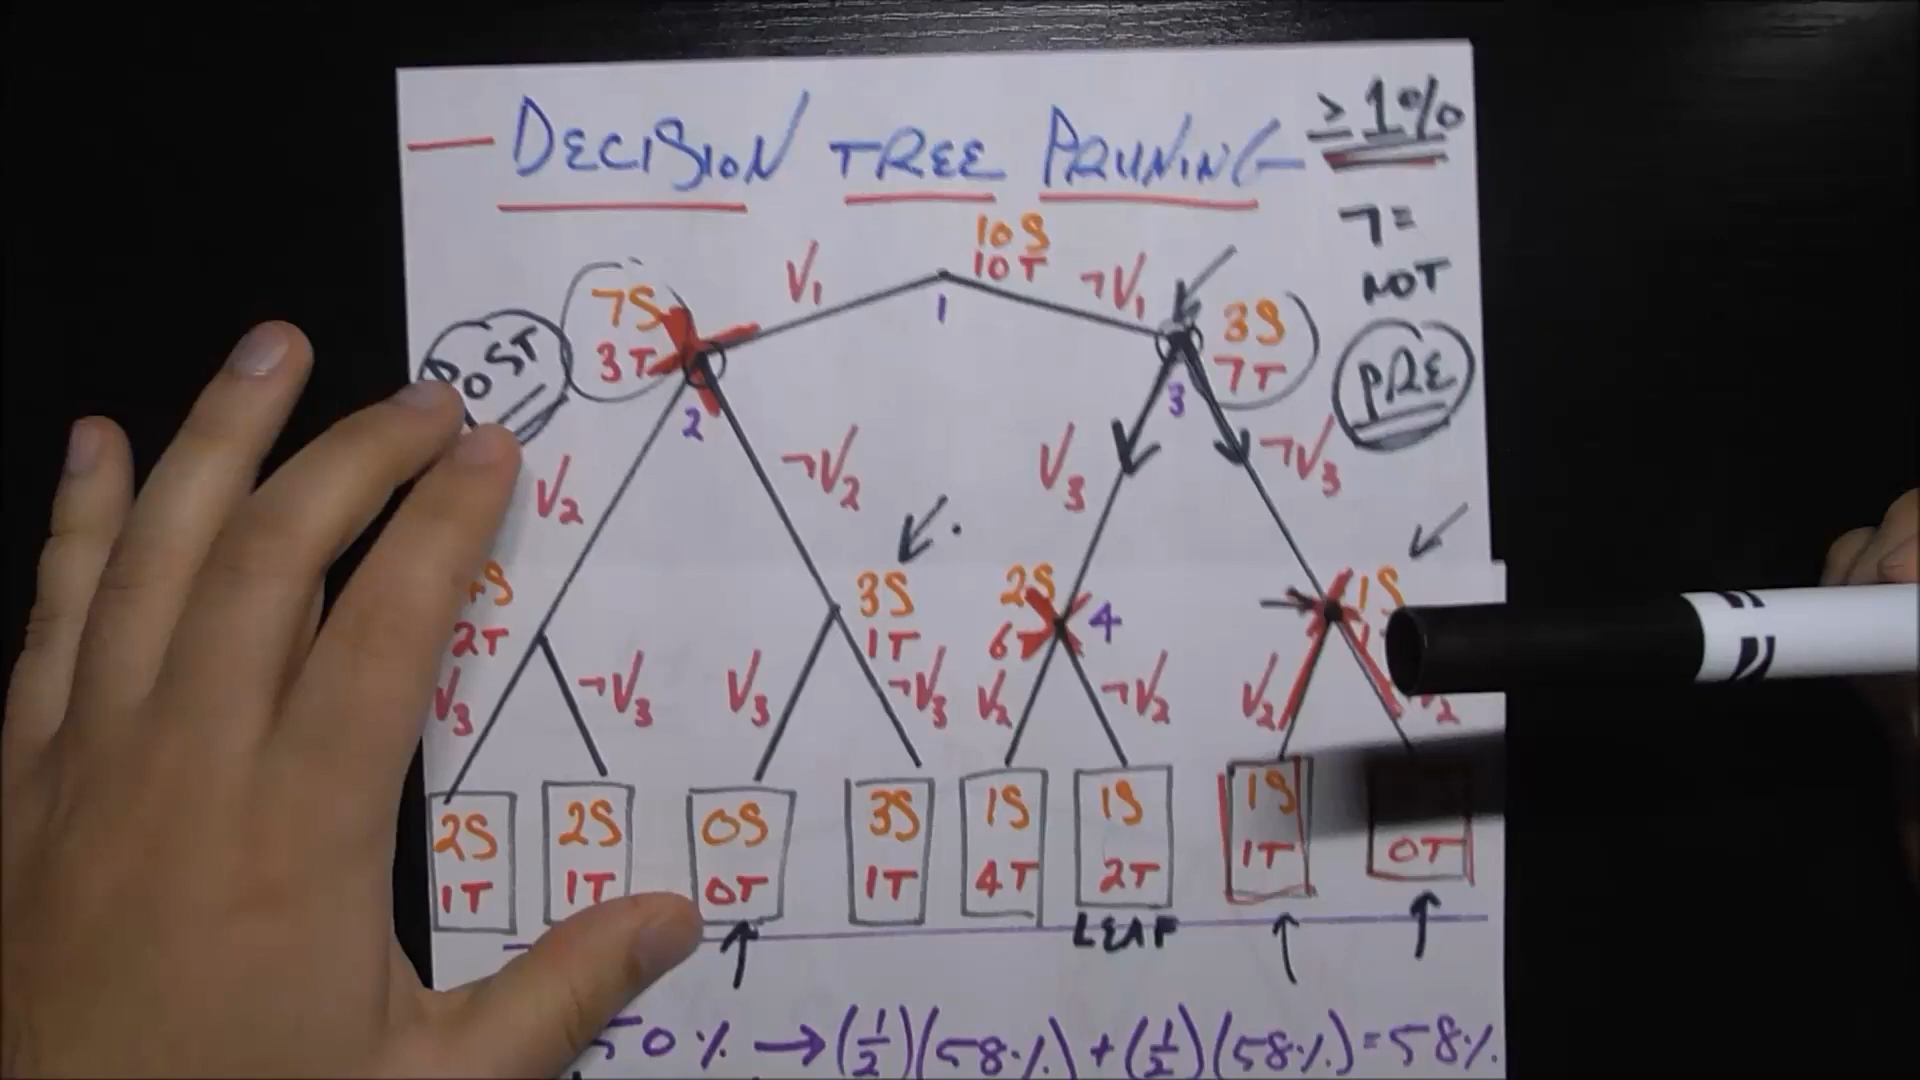 DECISION TREE PRUNING
≥1%
¬ =
NOT
PRE
POST
10S
10T
V1
¬V1
1
7S
3T
2
3S
7T
3
V2
¬V2
V3
¬V3
2T
3S
1T
2S
6T
4
1S
V3
¬V3
V3
¬V3
V2
¬V2
V2
2S
1T
2S
1T
0S
0T
3S
1T
1S
4T
1S
2T
1S
1T
0T
LEAF
50% → (1/2)(58%) + (1/2)(58%) = 58%